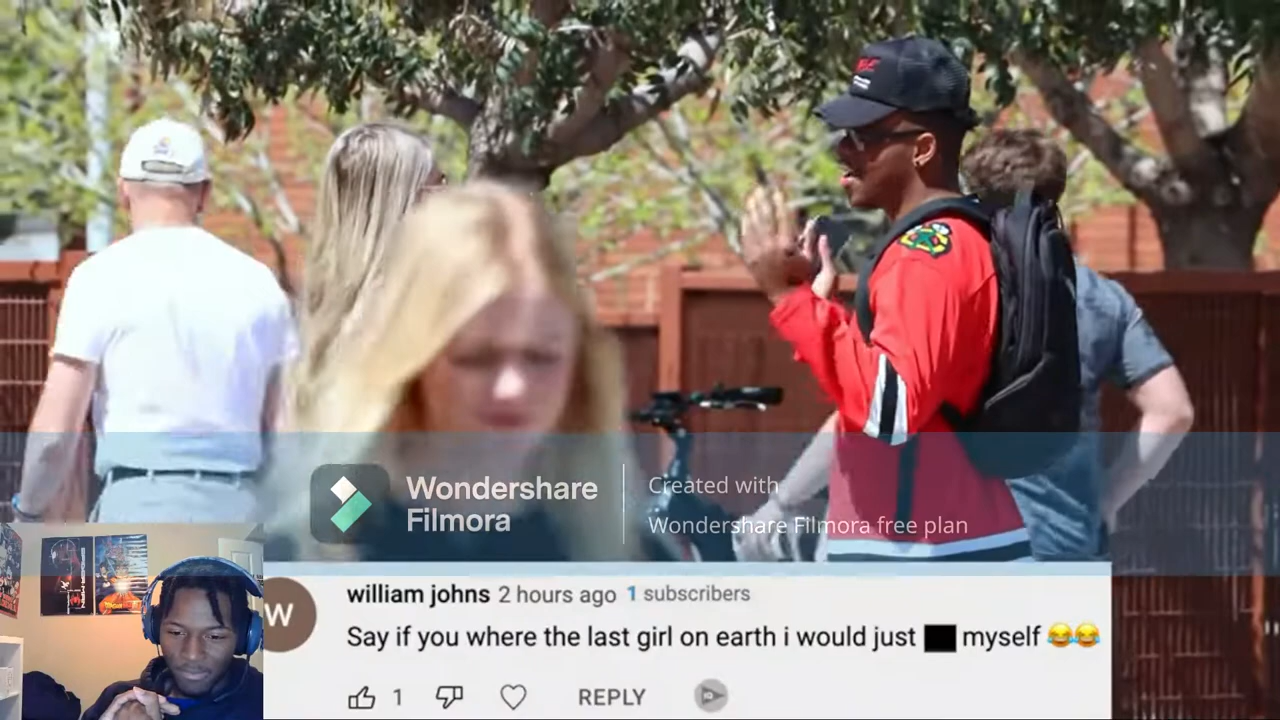 Wondershare
Filmora
Created with
Wondershare Filmora free plan
W
william johns 2 hours ago 1 subscribers
Say if you where the last girl on earth i would just myself 😂😂
1
REPLY